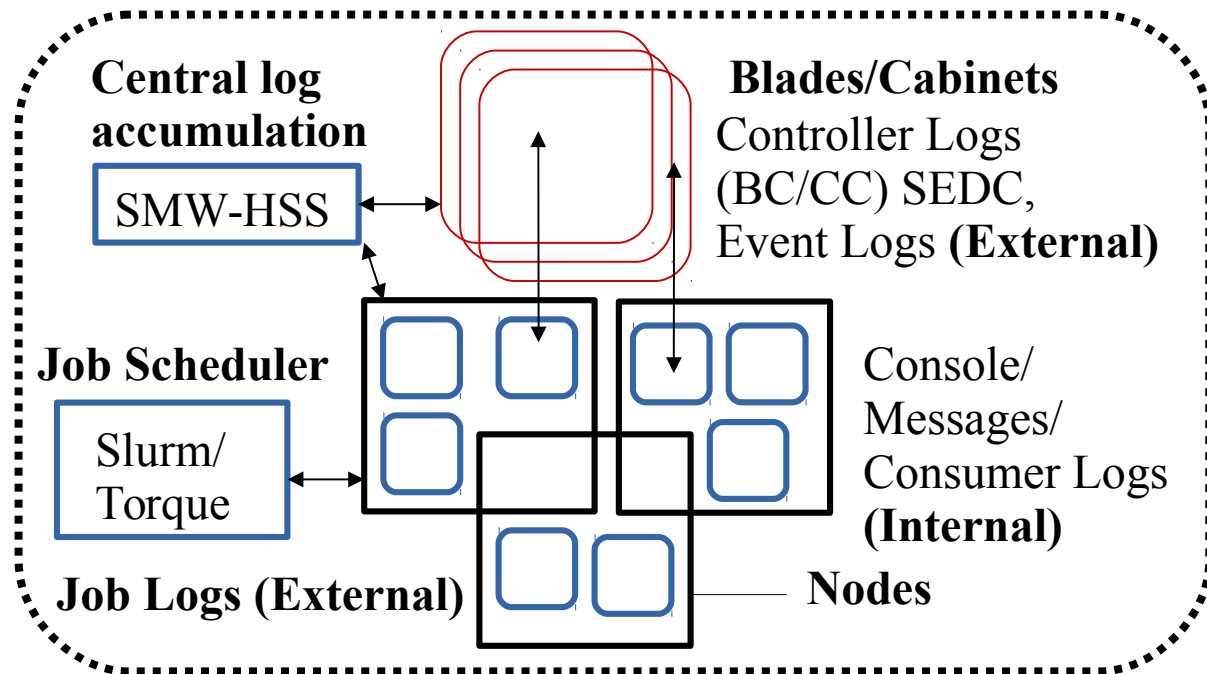 Central log
accumulation
SMW-HSS
Blades/Cabinets
Controller Logs
(BC/CC) SEDC,
Event Logs (External)
Job Scheduler
Slurm/
Torque
Job Logs (External)
Console/
Messages/
Consumer Logs
(Internal)
Nodes